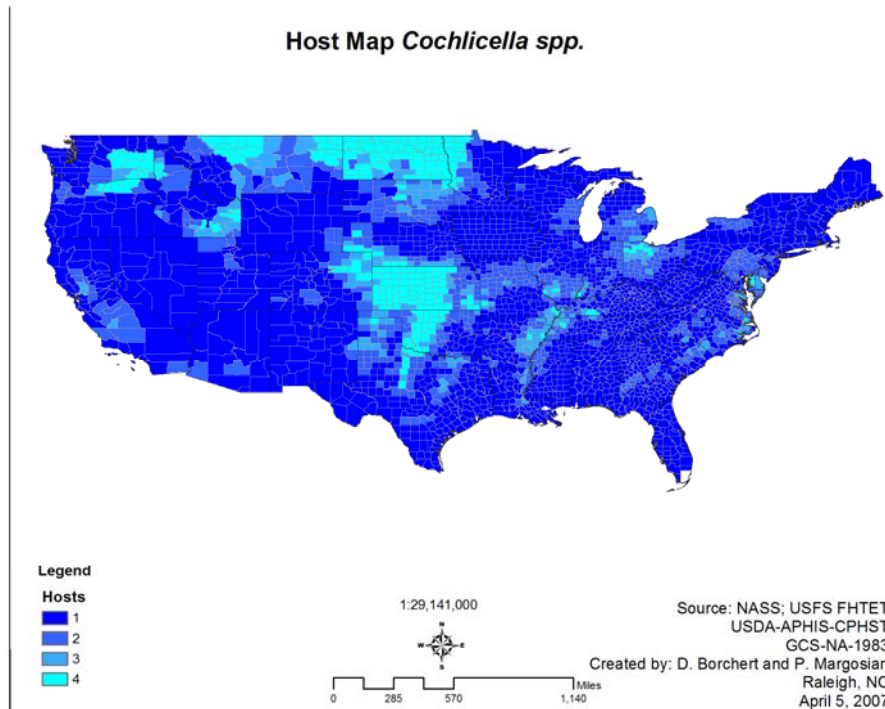 Host Map Cochlicella spp.
Legend
Hosts
1
2
3
4
1:29,141,000
N
W E
S
Miles
0 285 570 1,140
Source: NASS; USFS FHTET
USDA-APHIS-CPHST
GCS-NA-1983
Created by: D. Borchert and P. Margosian
Raleigh, NC
April 5, 2007